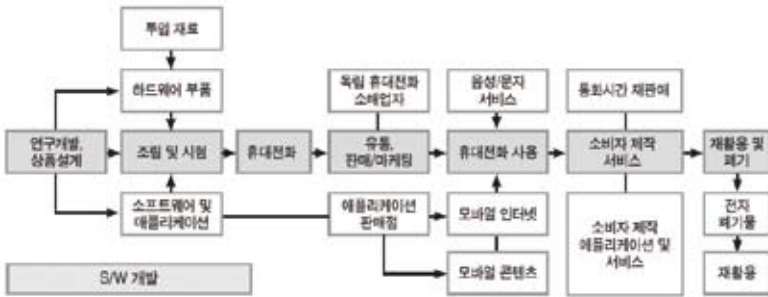 투입 재료
하드웨어 부품
독립 휴대전화
소매업자
음성/문자
서비스
통화시간 재판매
연구개발,
상품설계
조립 및 시험
휴대전화
유통,
판매/마케팅
휴대전화 사용
소비자 제작
서비스
재활용 및
폐기
소프트웨어 및
애플리케이션
애플리케이션
판매점
모바일 인터넷
소비자 제작
애플리케이션 및
서비스
전자
폐기물
S/W 개발
모바일 콘텐츠
재활용